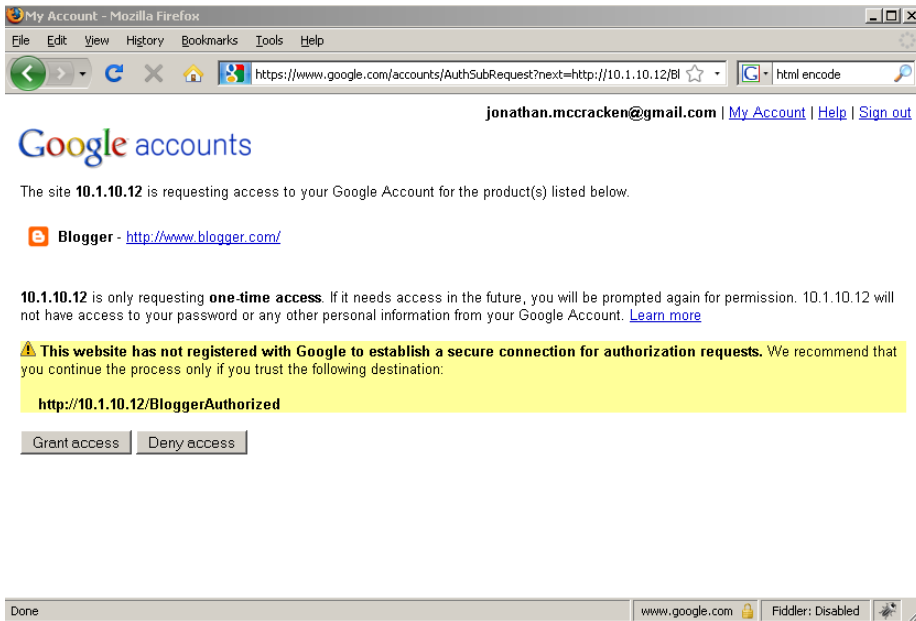 My Account - Mozilla Firefox
File Edit View History Bookmarks Tools Help
https://www.google.com/accounts/AuthSubRequest?next=http://10.1.10.12/Bl
html encode
jonathan.mccracken@gmail.com | My Account | Help | Sign out
Google accounts
The site 10.1.10.12 is requesting access to your Google Account for the product(s) listed below.
Blogger - http://www.blogger.com/
10.1.10.12 is only requesting one-time access. If it needs access in the future, you will be prompted again for permission. 10.1.10.12 will
not have access to your password or any other personal information from your Google Account. Learn more
This website has not registered with Google to establish a secure connection for authorization requests. We recommend that
you continue the process only if you trust the following destination:
http://10.1.10.12/BloggerAuthorized
Grant access Deny access
Done www.google.com Fiddler: Disabled